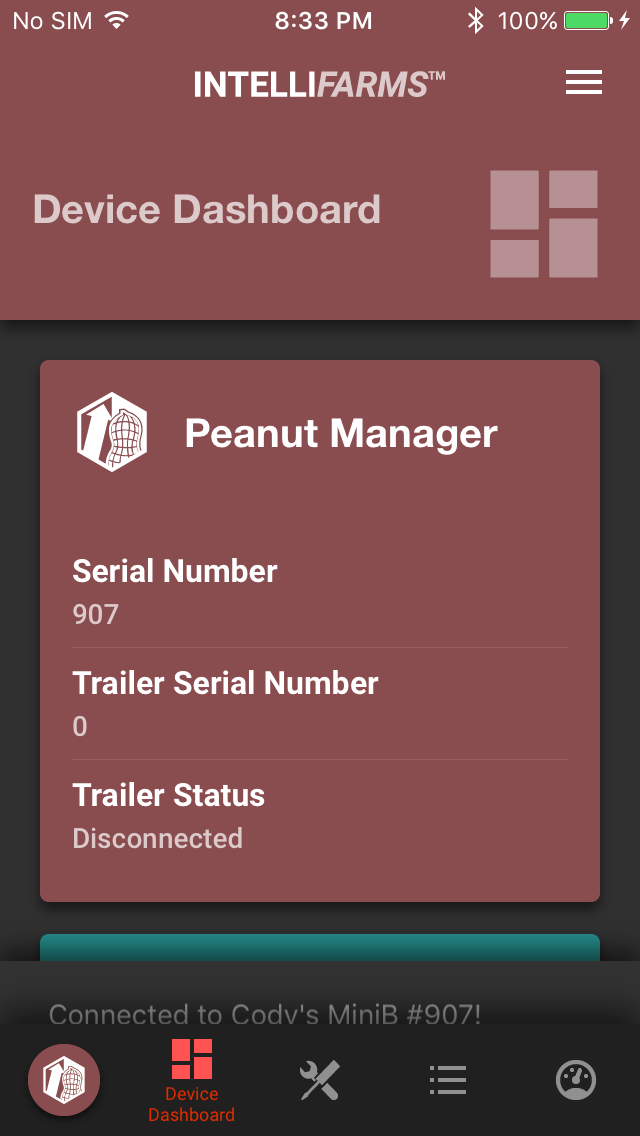 No SIM 8:33 PM 100%
INTELLIFARMS™
Device Dashboard
Peanut Manager
Serial Number
907
Trailer Serial Number
0
Trailer Status
Disconnected
Connected to Cody's MiniB #907!
Device
Dashboard